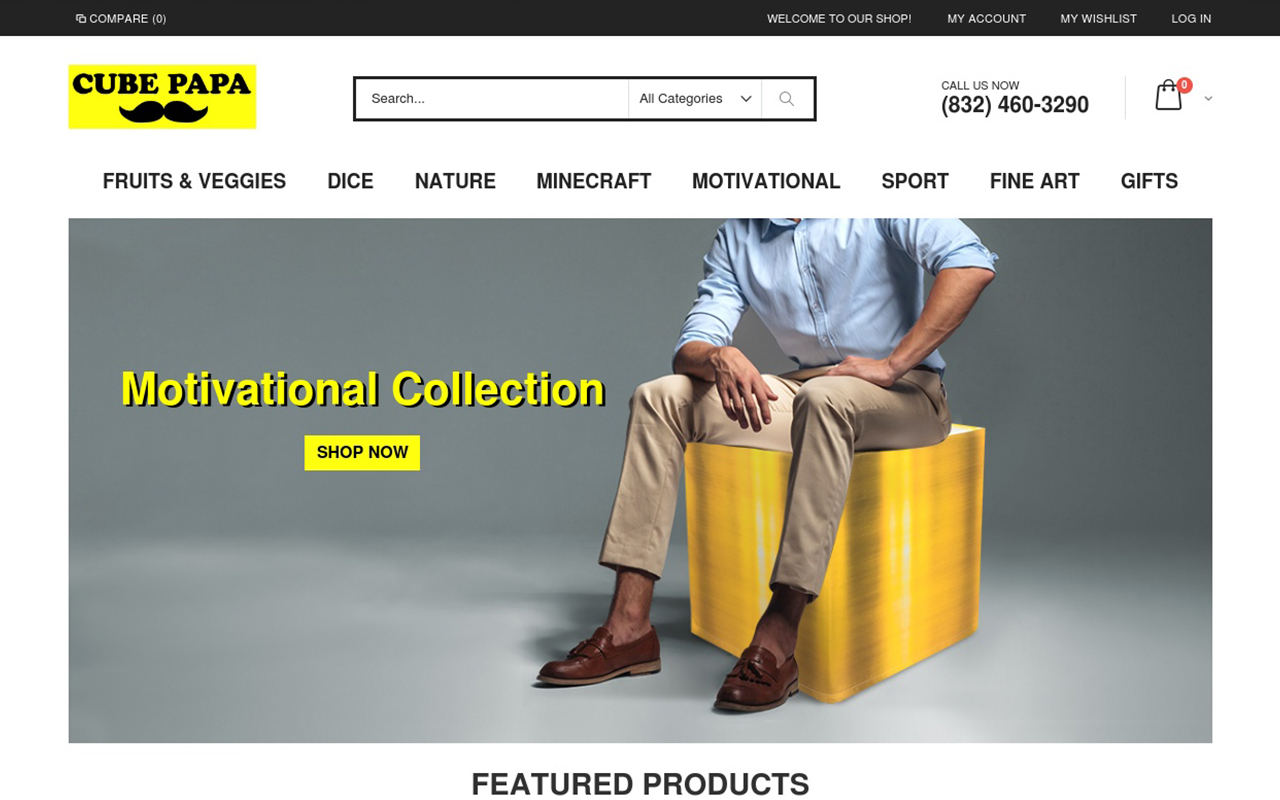 COMPARE (0)
WELCOME TO OUR SHOP!
MY ACCOUNT
MY WISHLIST
LOG IN
CUBE PAPA
Search...
All Categories
CALL US NOW
(832) 460-3290
0
FRUITS & VEGGIES
DICE
NATURE
MINECRAFT
MOTIVATIONAL
SPORT
FINE ART
GIFTS
Motivational Collection
SHOP NOW
FEATURED PRODUCTS